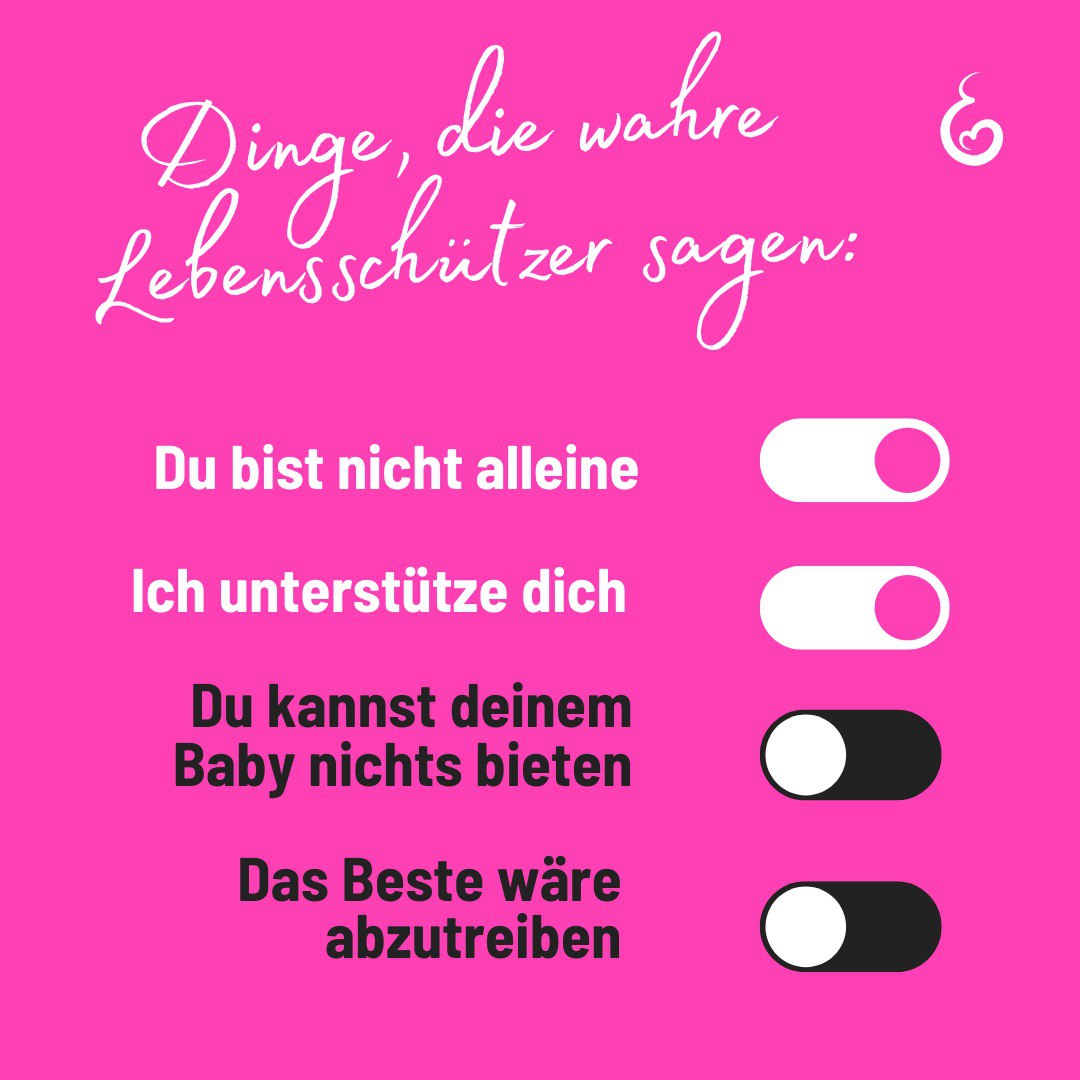 Dinge, die wahre
Lebensschützer sagen:
Du bist nicht alleine
Ich unterstütze dich
Du kannst deinem
Baby nichts bieten
Das Beste wäre
abzutreiben